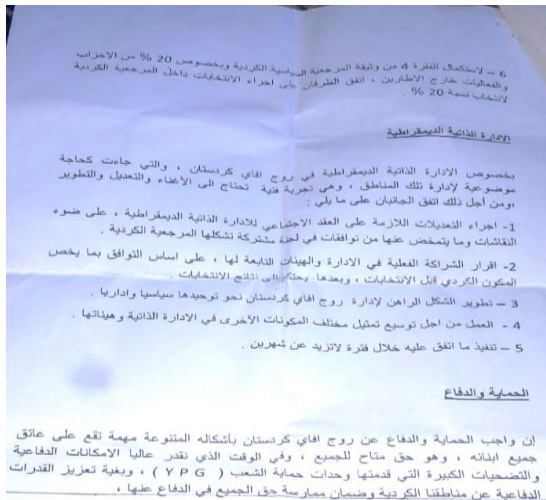 6 – لاستكمال الفقرة 4 من وثيقة المرجعية السياسية الكردية وبخصوص 20 % من الاحزاب
والفعاليات خارج الاطارين ، اتفق الطرفان على اجراء الانتخابات داخل المرجعية الكردية
لانتخاب نسبة 20 % .
الإدارة الذاتية الديمقراطية
بخصوص الادارة الذاتية الديمقراطية في روج افاي كردستان ، والتي جاءت كحاجة
موضوعية لإدارة تلك المناطق ، وهي تجربة فتية تحتاج الى الأغناء والتعديل والتطوير
،ومن أجل ذلك اتفق الجانبان على ما يلي :
1- اجراء التعديلات اللازمة على العقد الاجتماعي للادارة الذاتية الديمقراطية ، على ضوء
النقاشات وما يتمخض عنها من توافقات في لجنة مشتركة تشكلها المرجعية الكردية .
2- اقرار الشراكة الفعلية في الادارة والهيئات التابعة لها ، على اساس التوافق بما يخص
المكون الكردي قبل الانتخابات ، وبعدها يحتكم الى نتائج الانتخابات .
3 – تطوير الشكل الراهن لإدارة روج افاي كردستان نحو توحيدها سياسيا واداريا .
4 - العمل من اجل توسيع تمثيل مختلف المكونات الأخرى في الادارة الذاتية وهيئاتها .
5 – تنفيذ ما اتفق عليه خلال فترة لاتزيد عن شهرين .
الحماية والدفاع
إن واجب الحماية والدفاع عن روج افاي كردستان بأشكاله المتنوعة مهمة تقع على عاتق
جميع ابنائه ، وهو حق متاح للجميع ، وفي الوقت الذي نقدر عاليا الامكانات الدفاعية
والتضحيات الكبيرة التي قدمتها وحدات حماية الشعب ( YPG ) ، وبغية تعزيز القدرات
الدفاعية عن مناطقنا الكردية وضمان ممارسة حق الجميع في الدفاع عنها ،